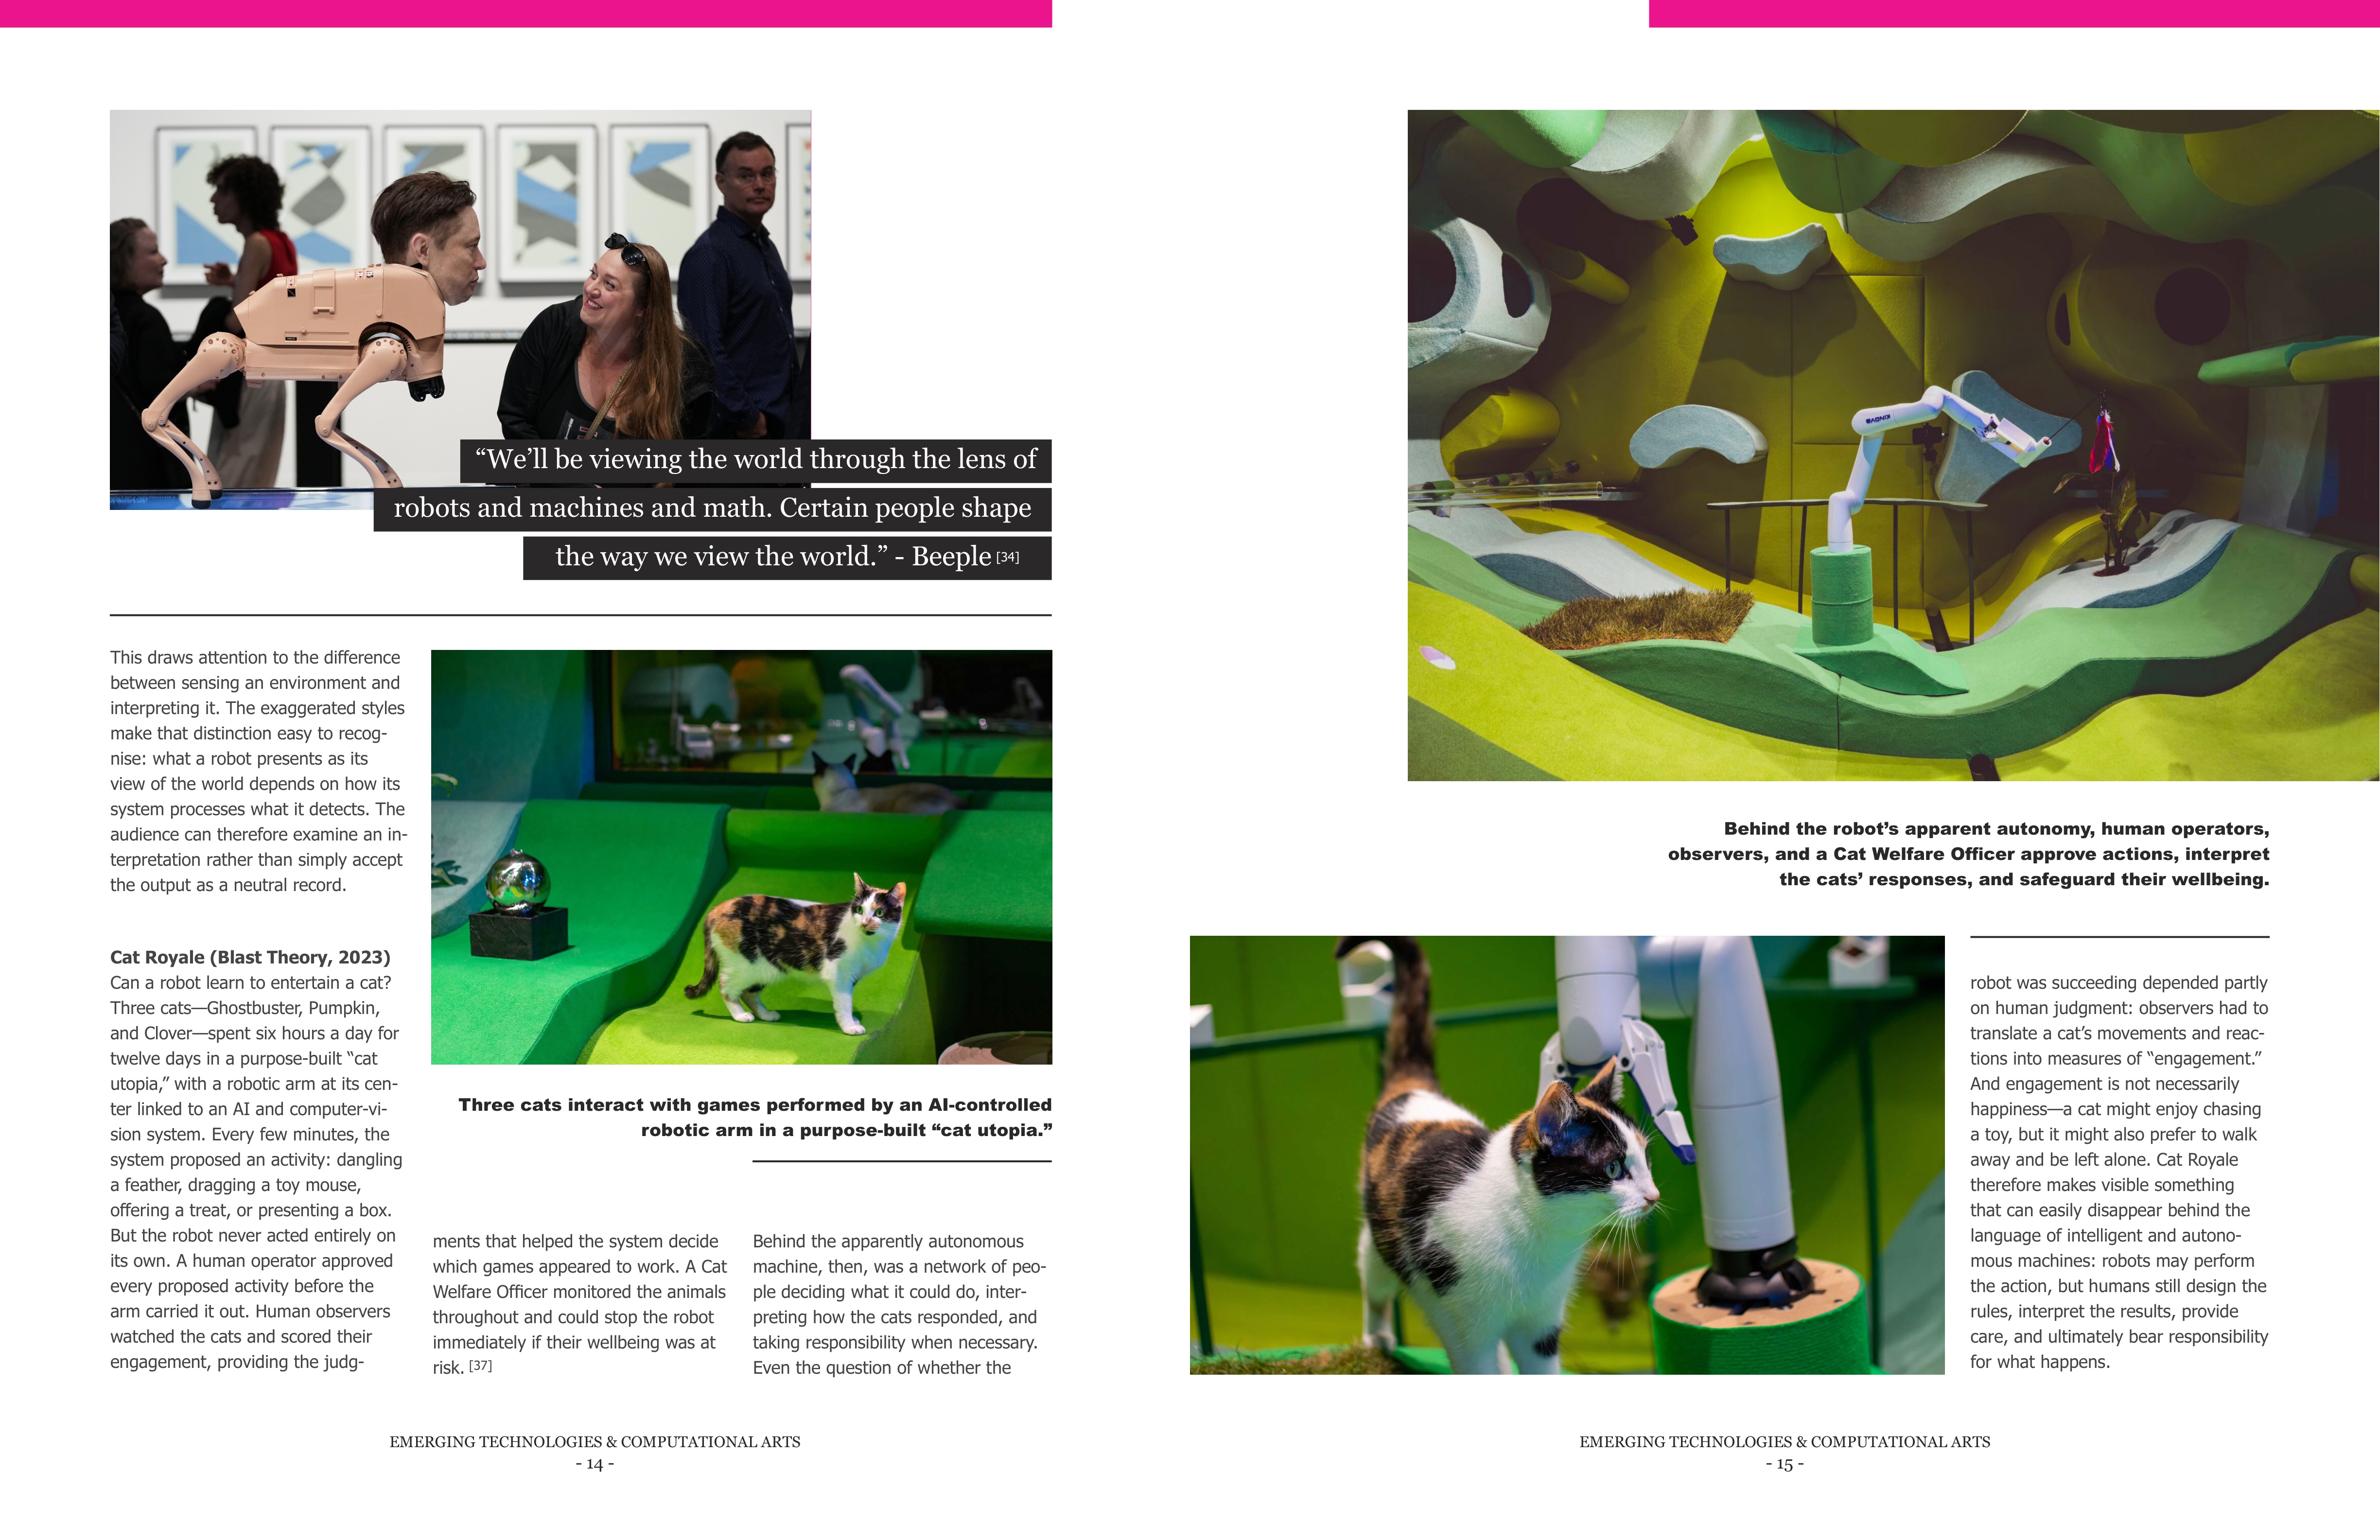 “We’ll be viewing the world through the lens of
robots and machines and math. Certain people shape
the way we view the world.” - Beeple [34]
This draws attention to the difference
between sensing an environment and
interpreting it. The exaggerated styles
make that distinction easy to recog-
nise: what a robot presents as its
view of the world depends on how its
system processes what it detects. The
audience can therefore examine an in-
terpretation rather than simply accept
the output as a neutral record.
Cat Royale (Blast Theory, 2023)
Can a robot learn to entertain a cat?
Three cats—Ghostbuster, Pumpkin,
and Clover—spent six hours a day for
twelve days in a purpose-built “cat
utopia,” with a robotic arm at its cen-
ter linked to an AI and computer-vi-
sion system. Every few minutes, the
system proposed an activity: dangling
a feather, dragging a toy mouse,
offering a treat, or presenting a box.
But the robot never acted entirely on
its own. A human operator approved
every proposed activity before the
arm carried it out. Human observers
watched the cats and scored their
engagement, providing the judg-
Three cats interact with games performed by an AI-controlled
robotic arm in a purpose-built “cat utopia.”
ments that helped the system decide
which games appeared to work. A Cat
Welfare Officer monitored the animals
throughout and could stop the robot
immediately if their wellbeing was at
risk. [37]
Behind the apparently autonomous
machine, then, was a network of peo-
ple deciding what it could do, inter-
preting how the cats responded, and
taking responsibility when necessary.
Even the question of whether the
EMERGING TECHNOLOGIES & COMPUTATIONAL ARTS
- 14 -
KINOVA
Behind the robot’s apparent autonomy, human operators,
observers, and a Cat Welfare Officer approve actions, interpret
the cats’ responses, and safeguard their wellbeing.
robot was succeeding depended partly
on human judgment: observers had to
translate a cat’s movements and reac-
tions into measures of “engagement.”
And engagement is not necessarily
happiness—a cat might enjoy chasing
a toy, but it might also prefer to walk
away and be left alone. Cat Royale
therefore makes visible something
that can easily disappear behind the
language of intelligent and autono-
mous machines: robots may perform
the action, but humans still design the
rules, interpret the results, provide
care, and ultimately bear responsibility
for what happens.
EMERGING TECHNOLOGIES & COMPUTATIONAL ARTS
- 15 -